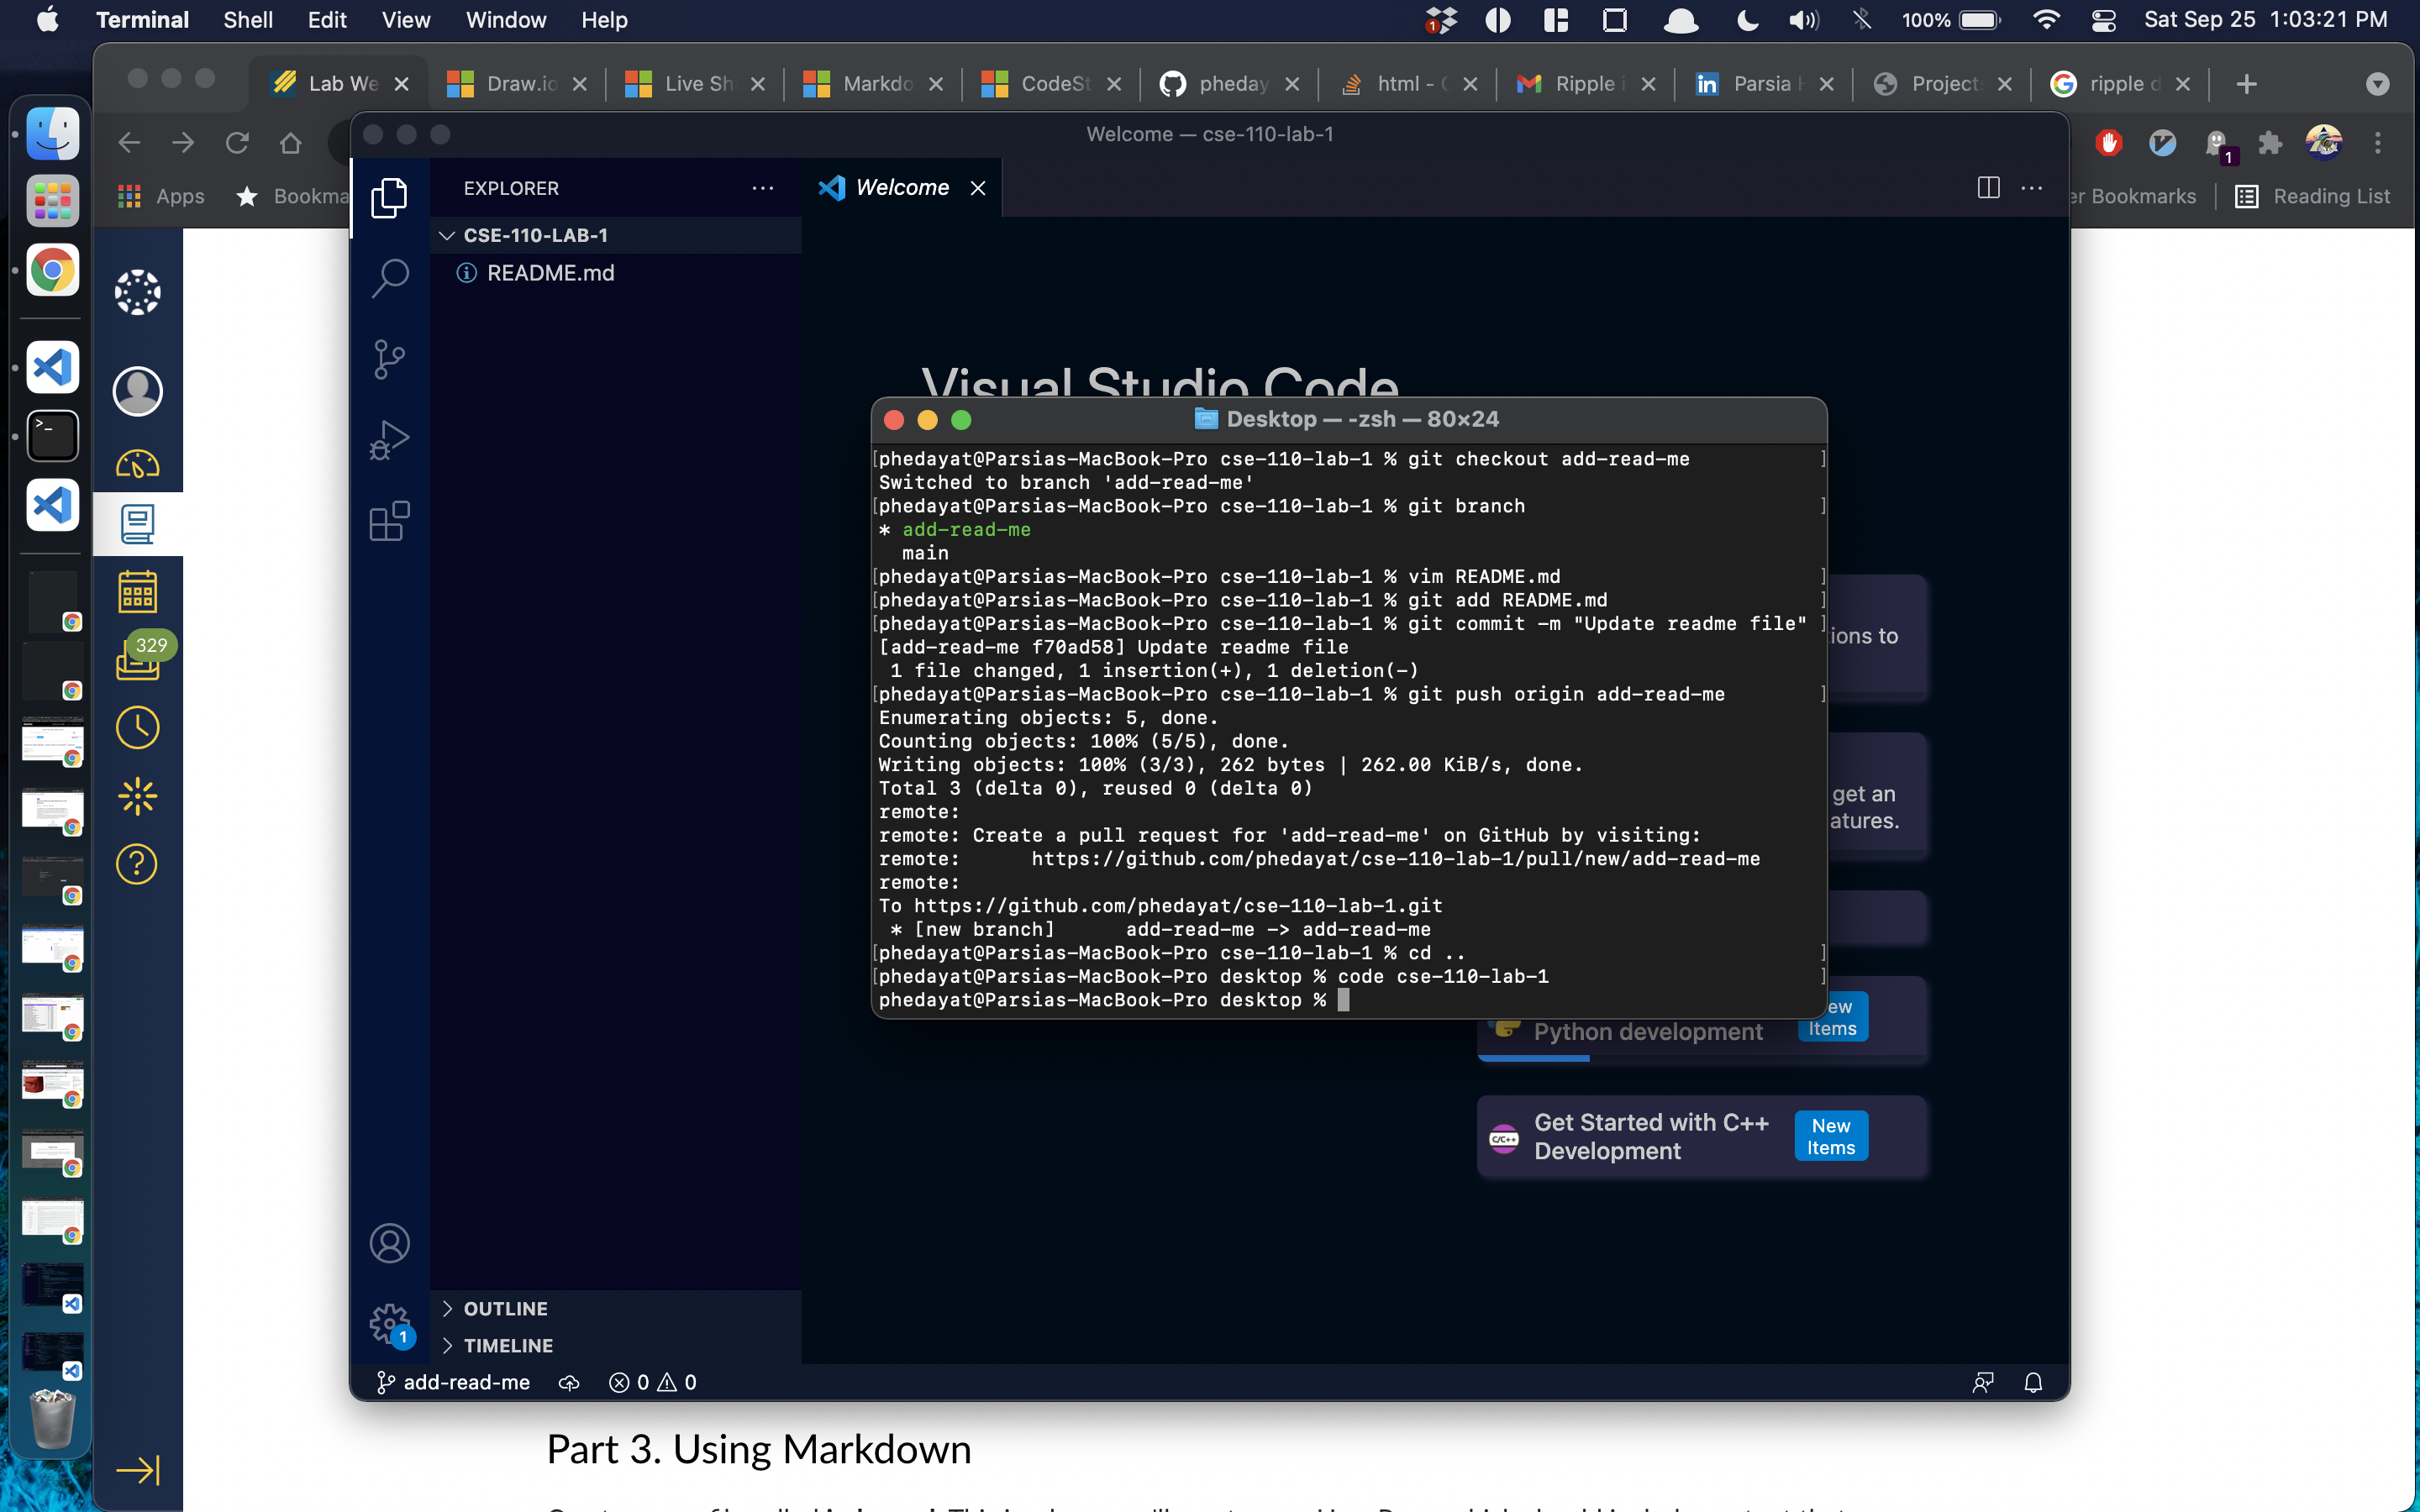 Terminal Shell Edit View Window Help
1 100% Sat Sep 25 1:03:21 PM
Lab We
Draw.io
Live Sh
Markdo
CodeSt
pheday
html - 
Ripple i
Parsia H
Project
ripple d
Welcome — cse-110-lab-1
1
Apps
Bookma
er Bookmarks
Reading List
EXPLORER
Welcome
CSE-110-LAB-1
README.md
Visual Studio Code
329
Desktop — -zsh — 80×24
[phedayat@Parsias-MacBook-Pro cse-110-lab-1 % git checkout add-read-me ]
Switched to branch 'add-read-me'
[phedayat@Parsias-MacBook-Pro cse-110-lab-1 % git branch ]
* add-read-me
main
[phedayat@Parsias-MacBook-Pro cse-110-lab-1 % vim README.md ]
[phedayat@Parsias-MacBook-Pro cse-110-lab-1 % git add README.md ]
[phedayat@Parsias-MacBook-Pro cse-110-lab-1 % git commit -m "Update readme file" ]
[add-read-me f70ad58] Update readme file
1 file changed, 1 insertion(+), 1 deletion(-)
[phedayat@Parsias-MacBook-Pro cse-110-lab-1 % git push origin add-read-me ]
Enumerating objects: 5, done.
Counting objects: 100% (5/5), done.
Writing objects: 100% (3/3), 262 bytes | 262.00 KiB/s, done.
Total 3 (delta 0), reused 0 (delta 0)
remote:
remote: Create a pull request for 'add-read-me' on GitHub by visiting:
remote: https://github.com/phedayat/cse-110-lab-1/pull/new/add-read-me
remote:
To https://github.com/phedayat/cse-110-lab-1.git
* [new branch] add-read-me -> add-read-me
[phedayat@Parsias-MacBook-Pro cse-110-lab-1 % cd .. ]
[phedayat@Parsias-MacBook-Pro desktop % code cse-110-lab-1 ]
phedayat@Parsias-MacBook-Pro desktop %
ions to
get an
atures.
Python development
ew
Items
C/C++
Get Started with C++
Development
New
Items
1
OUTLINE
TIMELINE
add-read-me 0 0
Part 3. Using Markdown